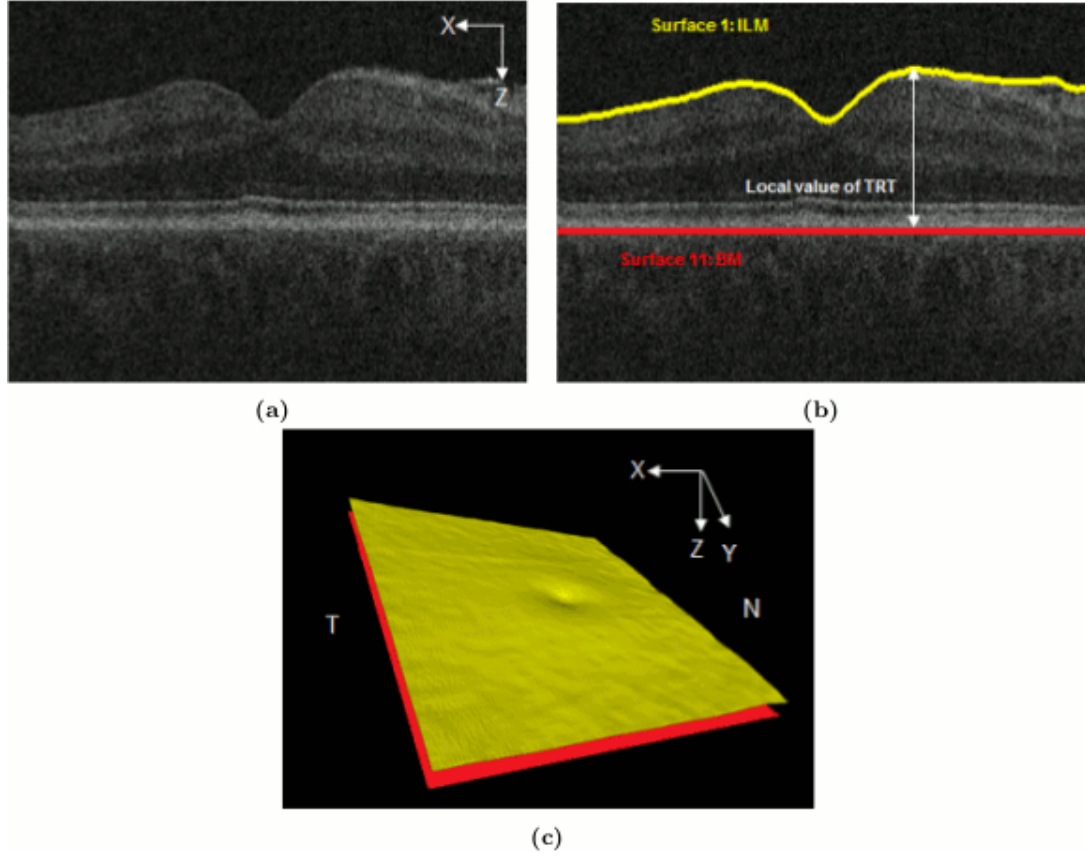 X
Z
Surface 1: ILM
Local value of TRT
Surface 11: BM
(a)
(b)
X
Z
Y
T
N
(c)